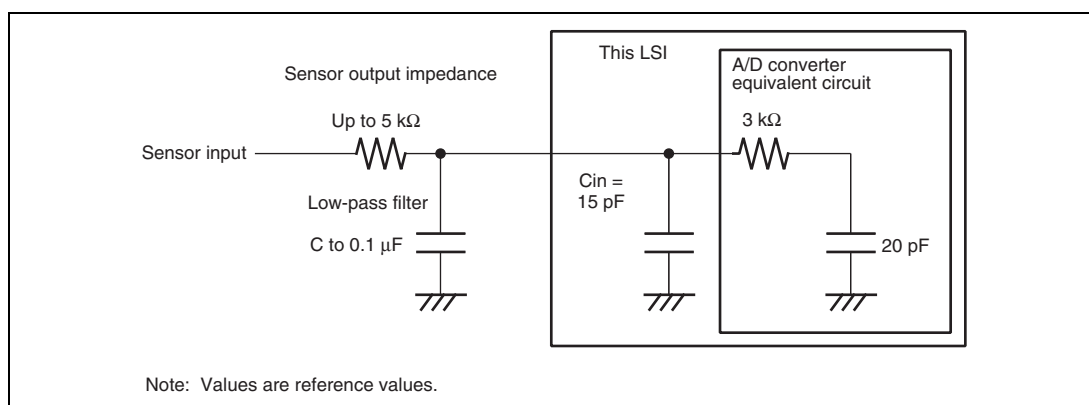 This LSI
A/D converter
equivalent circuit
Sensor output impedance
Up to 5 kΩ
3 kΩ
Sensor input
Cin =
15 pF
Low-pass filter
C to 0.1 μF
20 pF
Note: Values are reference values.